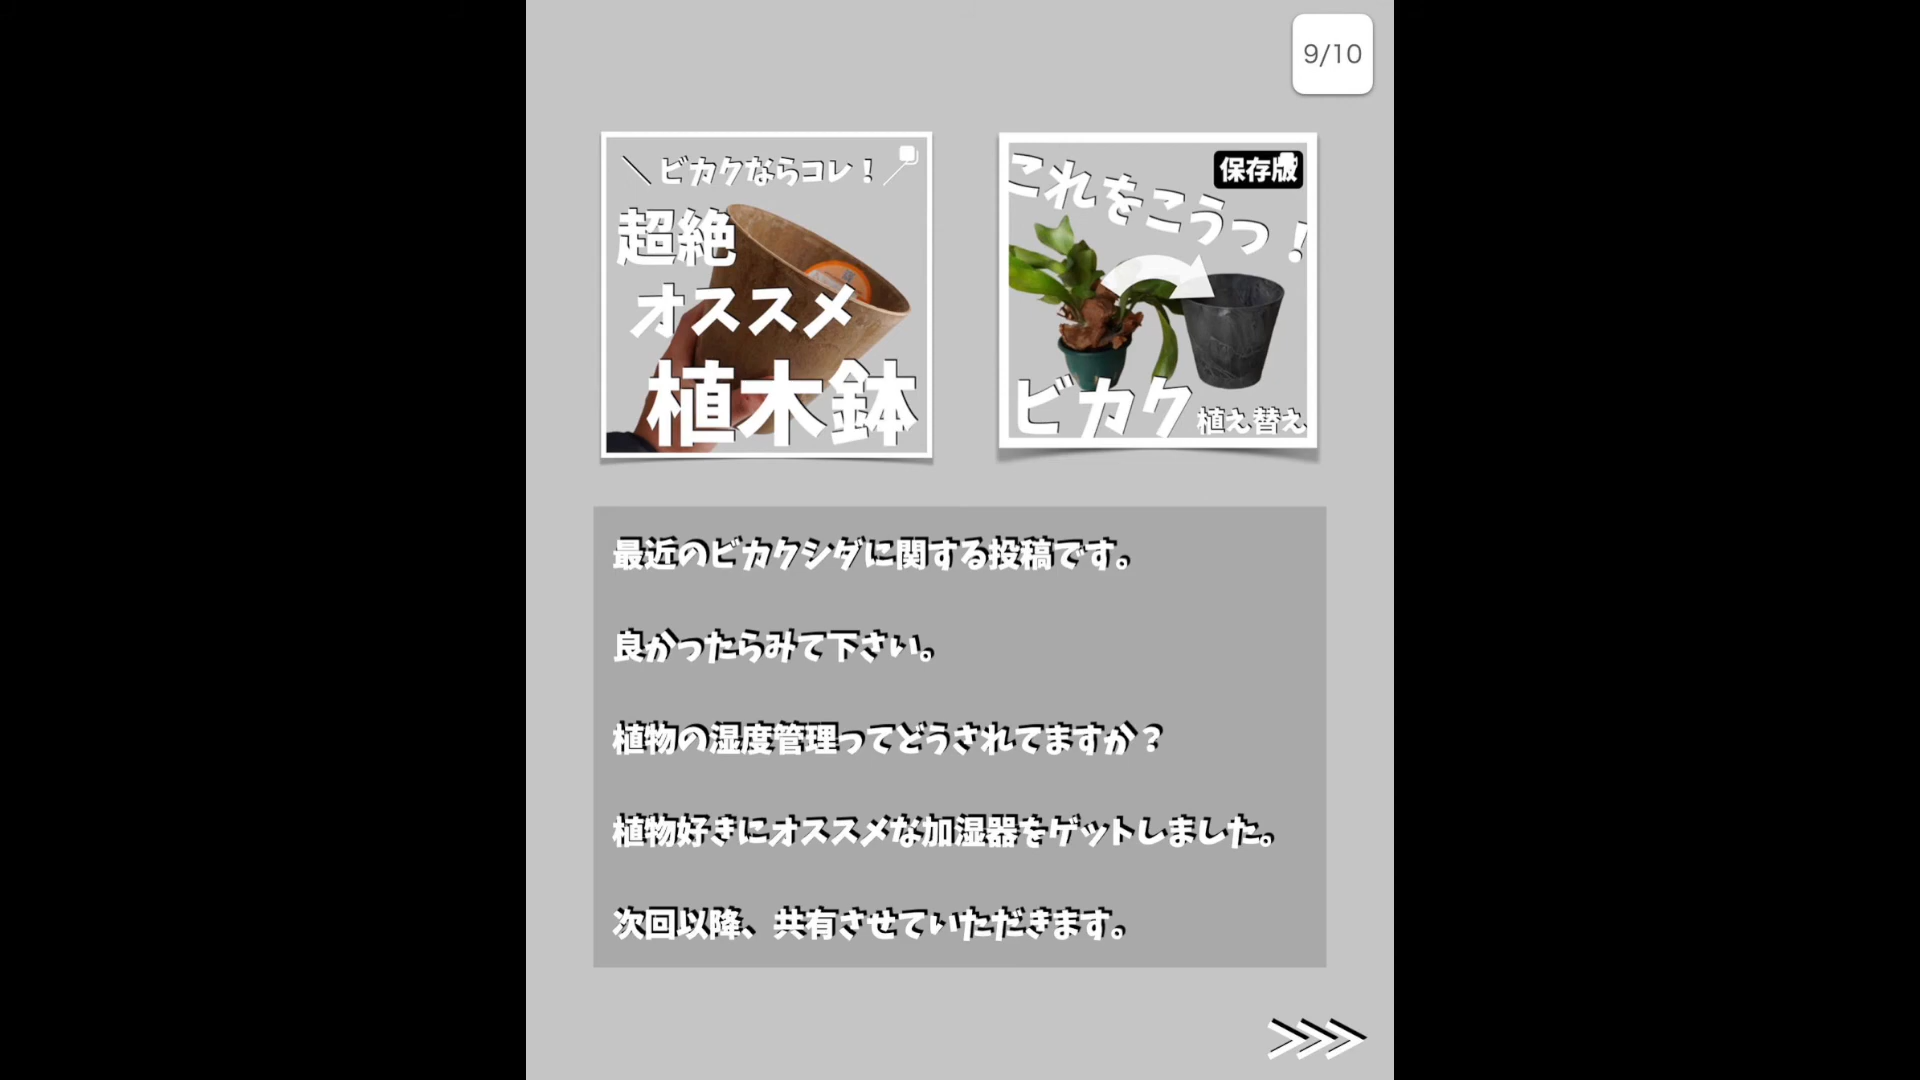 9/10
ビカクならコレ！
超絶
オススメ
植木鉢
保存版
これをこうっ！
ビカク植え替え
最近のビカクシダに関する投稿です。
良かったらみて下さい。
植物の湿度管理ってどうされてますか？
植物好きにオススメな加湿器をゲットしました。
次回以降、共有させていただきます。